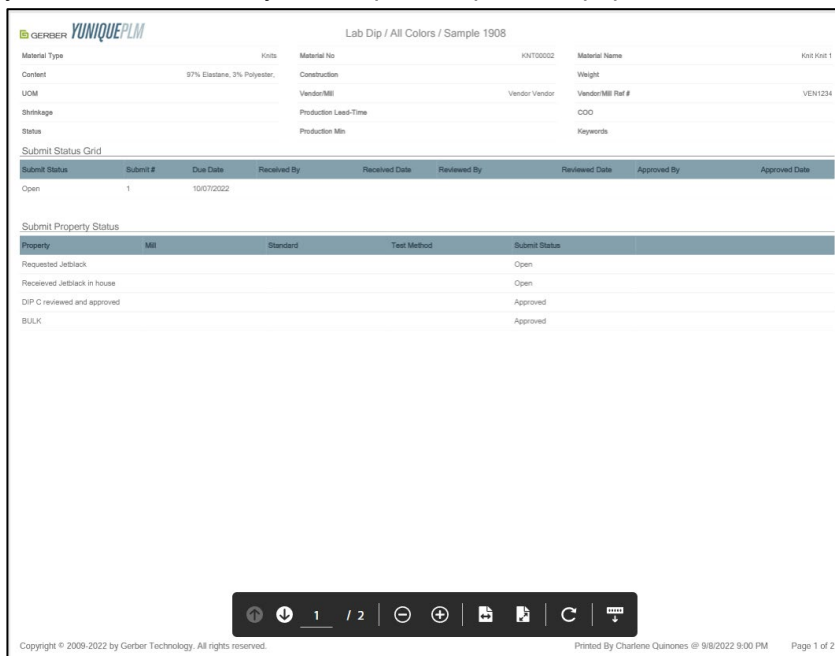 GERBER YUNIQUEPLM Lab Dip / All Colors / Sample 1908
Material Type Knits Material No KNT00002 Material Name Knit Knit 1
Content 97% Elastane, 3% Polyester, Construction Weight
UOM Vendor/Mill Vendor Vendor Vendor/Mill Ref # VEN1234
Shrinkage Production Lead-Time COO
Status Production Min Keywords
Submit Status Grid
Submit Status Submit # Due Date Received By Received Date Reviewed By Reviewed Date Approved By Approved Date
Open 1 10/07/2022
Submit Property Status
Property Mill Standard Test Method Submit Status
Requested Jetblack Open
Receieved Jetblack in house Open
DIP C reviewed and approved Approved
BULK Approved
1 / 2
Copyright © 2009-2022 by Gerber Technology. All rights reserved. Printed By Charlene Quinones @ 9/8/2022 9:00 PM Page 1 of 2